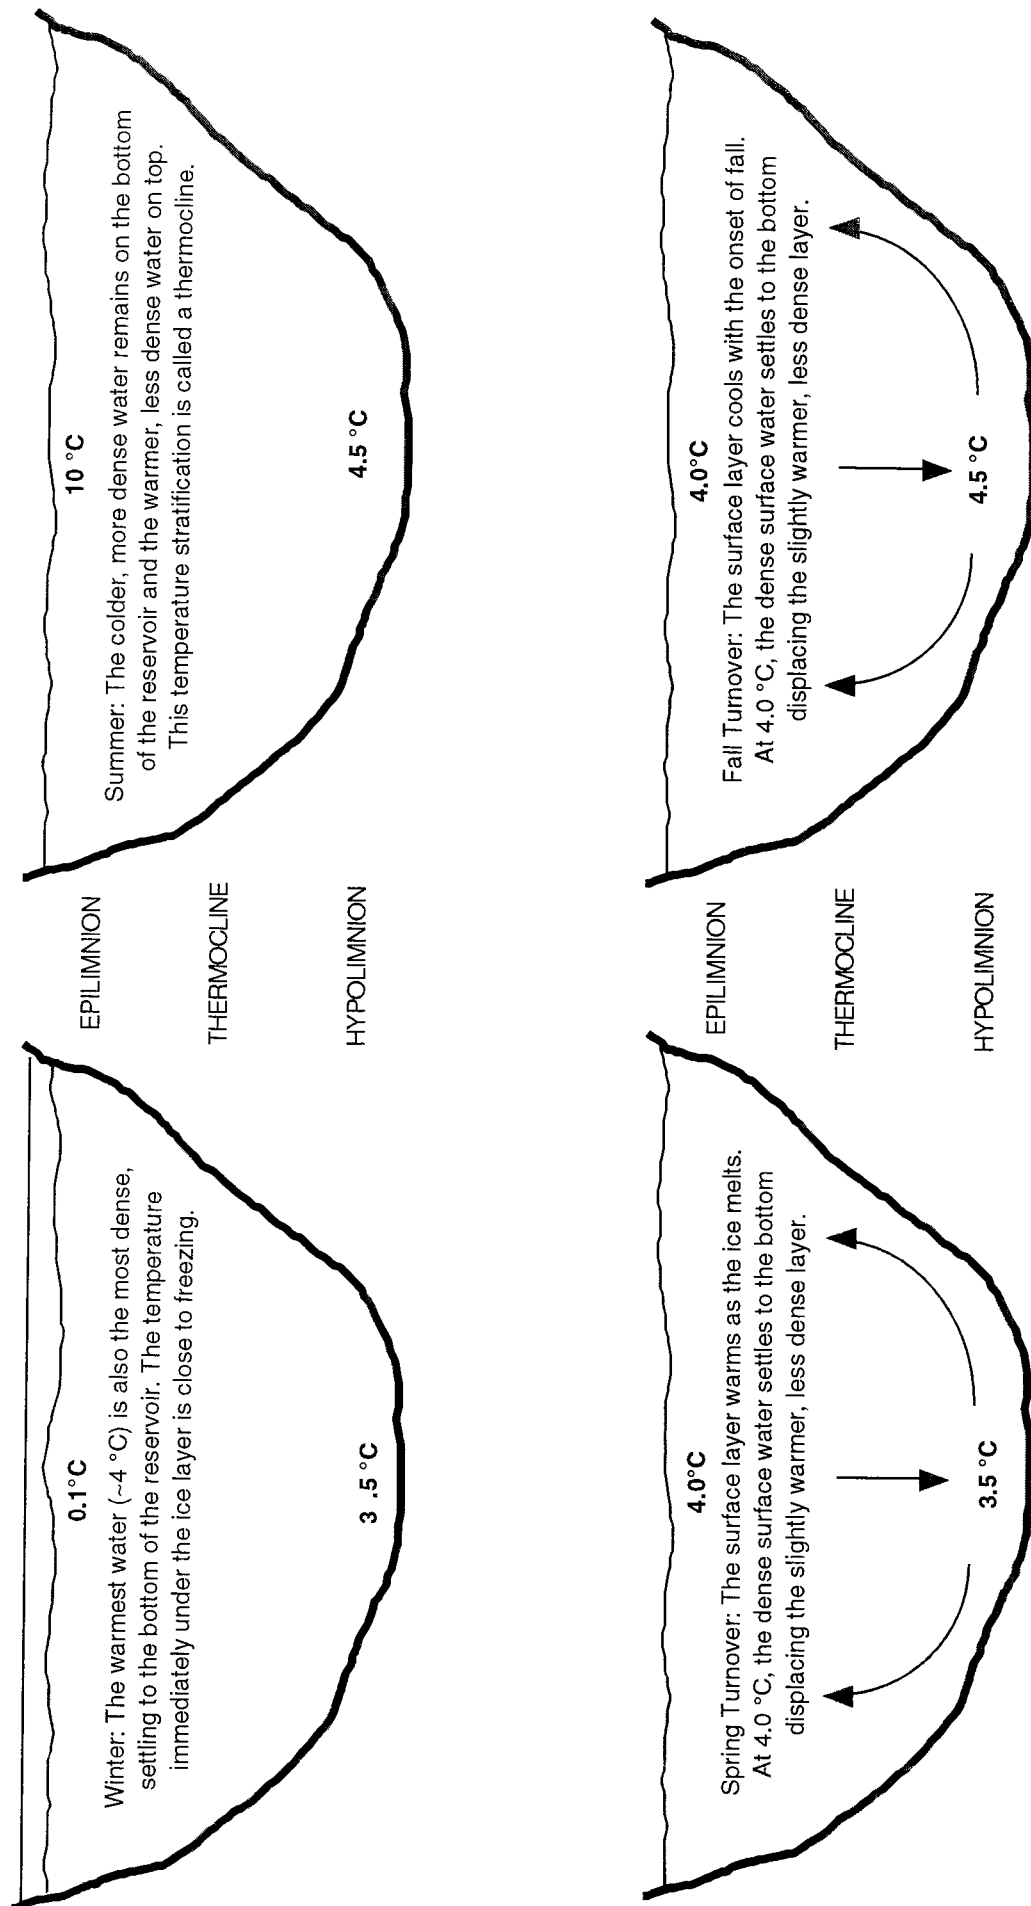 0.1°C
Winter: The warmest water (~4 °C) is also the most dense,
settling to the bottom of the reservoir. The temperature
immediately under the ice layer is close to freezing.
3 .5 °C
EPILIMNION
THERMOCLINE
HYPOLIMNION
10 °C
Summer: The colder, more dense water remains on the bottom
of the reservoir and the warmer, less dense water on top.
This temperature stratification is called a thermocline.
4.5 °C
4.0°C
Spring Turnover: The surface layer warms as the ice melts.
At 4.0 °C, the dense surface water settles to the bottom
displacing the slightly warmer, less dense layer.
3.5 °C
EPILIMNION
THERMOCLINE
HYPOLIMNION
4.0°C
Fall Turnover: The surface layer cools with the onset of fall.
At 4.0 °C, the dense surface water settles to the bottom
displacing the slightly warmer, less dense layer.
4.5 °C